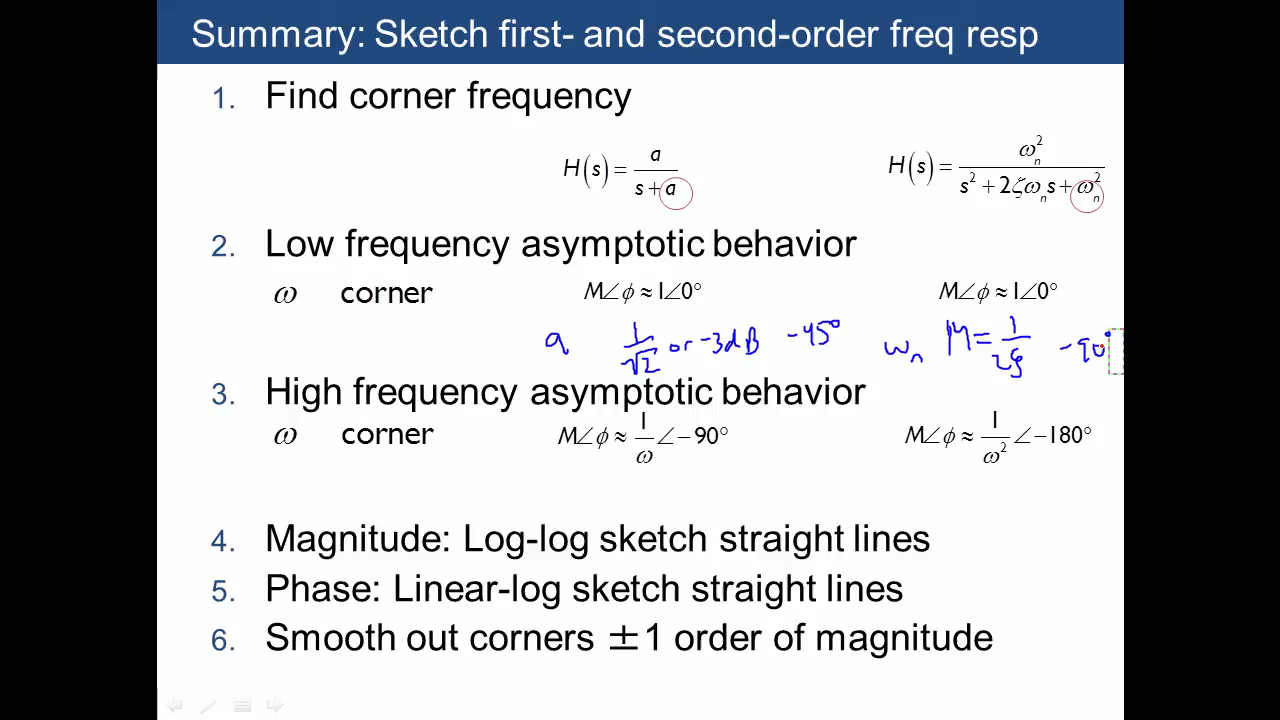 Summary: Sketch first- and second-order freq resp
1. Find corner frequency
H(s) = a / (s + a)
H(s) = ωn² / (s² + 2ζωn s + ωn²)
2. Low frequency asymptotic behavior
ω corner M∠φ ≈ 1∠0° M∠φ ≈ 1∠0°
a 1/√2 or -3dB -45° ωn M = 1/2ζ -90°
3. High frequency asymptotic behavior
ω corner M∠φ ≈ 1/ω ∠−90° M∠φ ≈ 1/ω² ∠−180°
4. Magnitude: Log-log sketch straight lines
5. Phase: Linear-log sketch straight lines
6. Smooth out corners ±1 order of magnitude